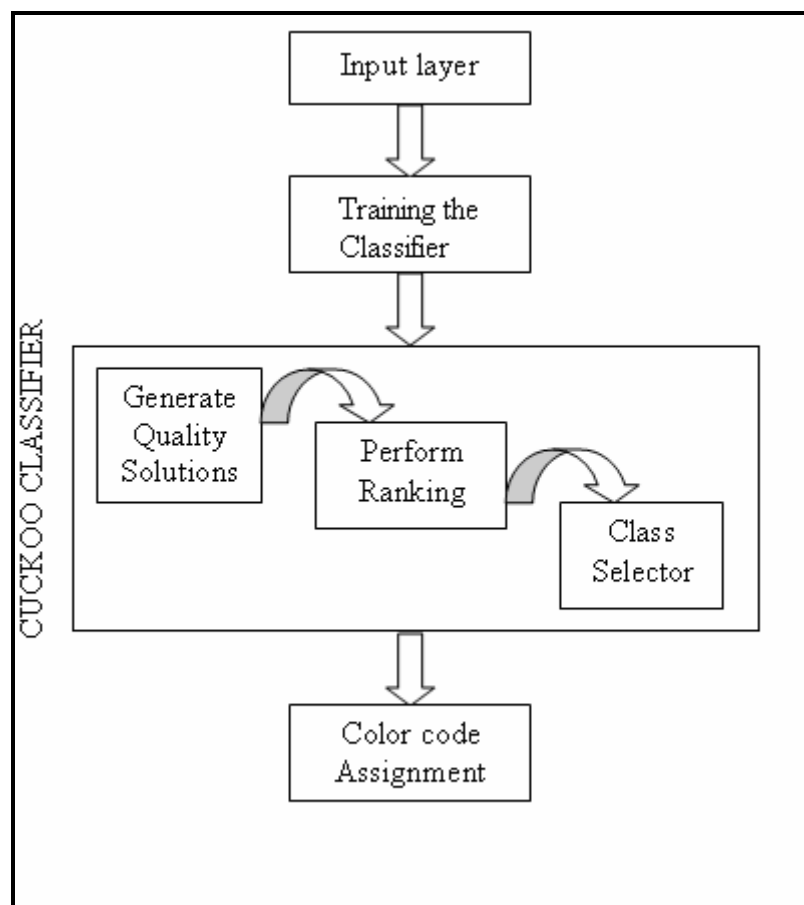 Input layer
Training the
Classifier
CUCKOO CLASSIFIER
Generate
Quality
Solutions
Perform
Ranking
Class
Selector
Color code
Assignment